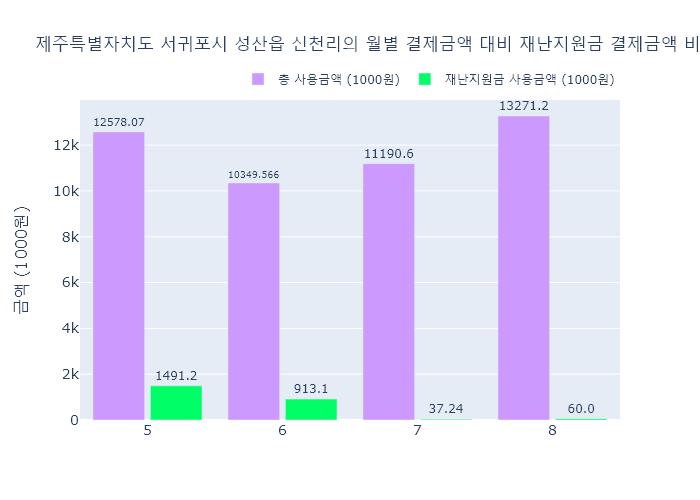 제주특별자치도 서귀포시 성산읍 신천리의 월별 결제금액 대비 재난지원금 결제금액 비
총 사용금액 (1000원)
재난지원금 사용금액 (1000원)
금액 (1000원)
12k
10k
8k
6k
4k
2k
0
12578.07
1491.2
10349.566
913.1
11190.6
37.24
13271.2
60.0
5
6
7
8